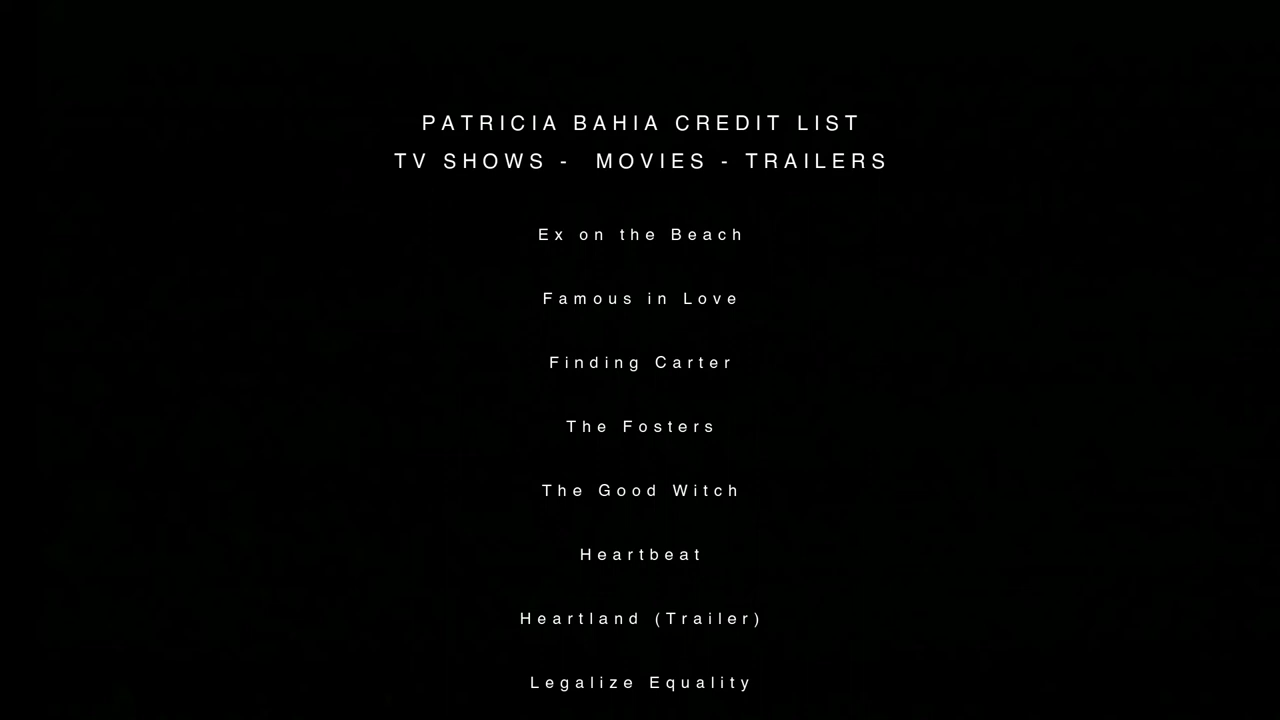 PATRICIA BAHIA CREDIT LIST
TV SHOWS - MOVIES - TRAILERS
Ex on the Beach
Famous in Love
Finding Carter
The Fosters
The Good Witch
Heartbeat
Heartland (Trailer)
Legalize Equality